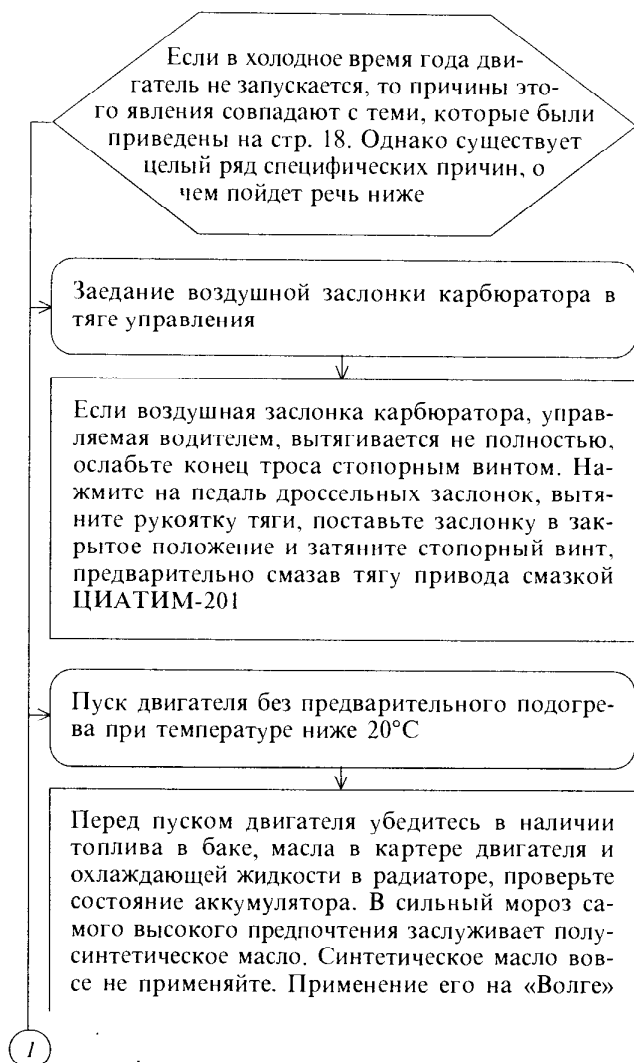 Если в холодное время года дви-
гатель не запускается, то причины это-
го явления совпадают с теми, которые были
приведены на стр. 18. Однако существует
целый ряд специфических причин, о
чем пойдет речь ниже
Заедание воздушной заслонки карбюратора в
тяге управления
Если воздушная заслонка карбюратора, управ-
ляемая водителем, вытягивается не полностью,
ослабьте конец троса стопорным винтом. На-
жмите на педаль дроссельных заслонок, вытя-
ните рукоятку тяги, поставьте заслонку в зак-
рытое положение и затяните стопорный винт,
предварительно смазав тягу привода смазкой
ЦИАТИМ-201
Пуск двигателя без предварительного подогре-
ва при температуре ниже 20°С
Перед пуском двигателя убедитесь в наличии
топлива в баке, масла в картере двигателя и
охлаждающей жидкости в радиаторе, проверьте
состояние аккумулятора. В сильный мороз са-
мого высокого предпочтения заслуживает полу-
синтетическое масло. Синтетическое масло вов-
се не применяйте. Применение его на «Волге»
1